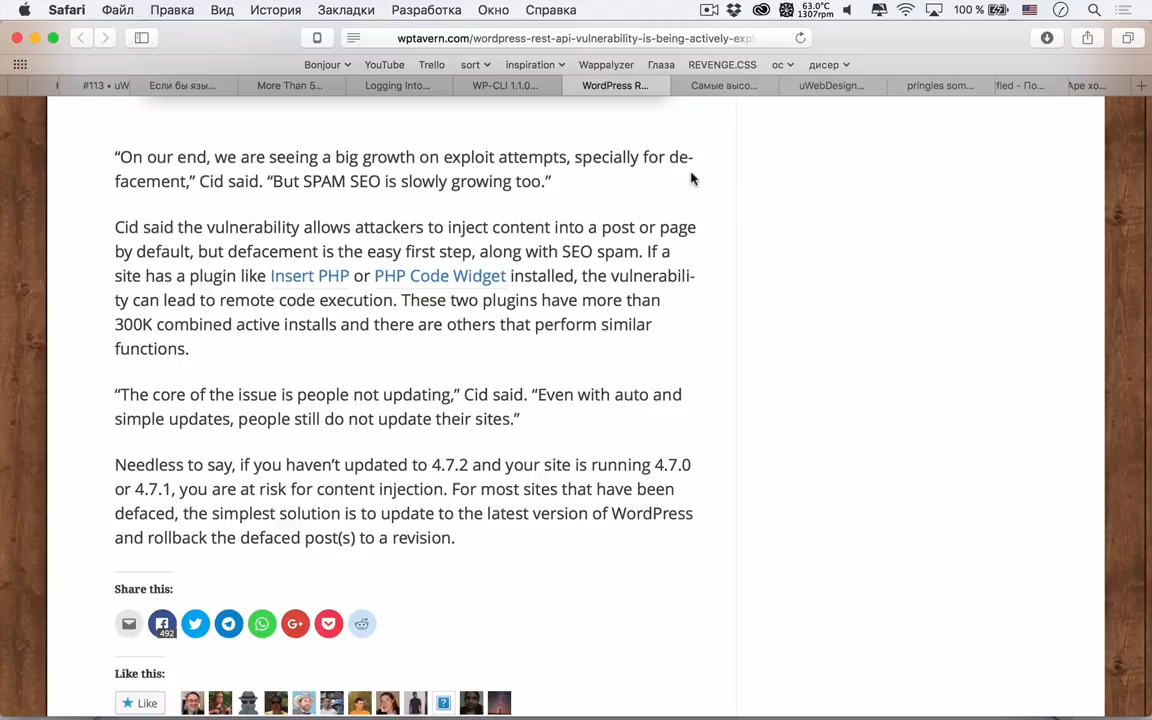 Safari Файл Правка Вид История Закладки Разработка Окно Справка 63.0°C 1307rpm 100 %
wptavern.com/wordpress-rest-api-vulnerability-is-being-actively-expl
Bonjour YouTube Trello sort inspiration Wappalyzer Глаза REVENGE.CSS ос дисер
#113 • uW Если бы язы... More Than 5... Logging Into... WP-CLI 1.1.0... WordPress R... Самые высо... uWebDesign... pringles som... fied - По... Аре хо...
“On our end, we are seeing a big growth on exploit attempts, specially for de-
facement,” Cid said. “But SPAM SEO is slowly growing too.”
Cid said the vulnerability allows attackers to inject content into a post or page
by default, but defacement is the easy first step, along with SEO spam. If a
site has a plugin like Insert PHP or PHP Code Widget installed, the vulnerabili-
ty can lead to remote code execution. These two plugins have more than
300K combined active installs and there are others that perform similar
functions.
“The core of the issue is people not updating,” Cid said. “Even with auto and
simple updates, people still do not update their sites.”
Needless to say, if you haven’t updated to 4.7.2 and your site is running 4.7.0
or 4.7.1, you are at risk for content injection. For most sites that have been
defaced, the simplest solution is to update to the latest version of WordPress
and rollback the defaced post(s) to a revision.
Share this:
492
Like this:
Like